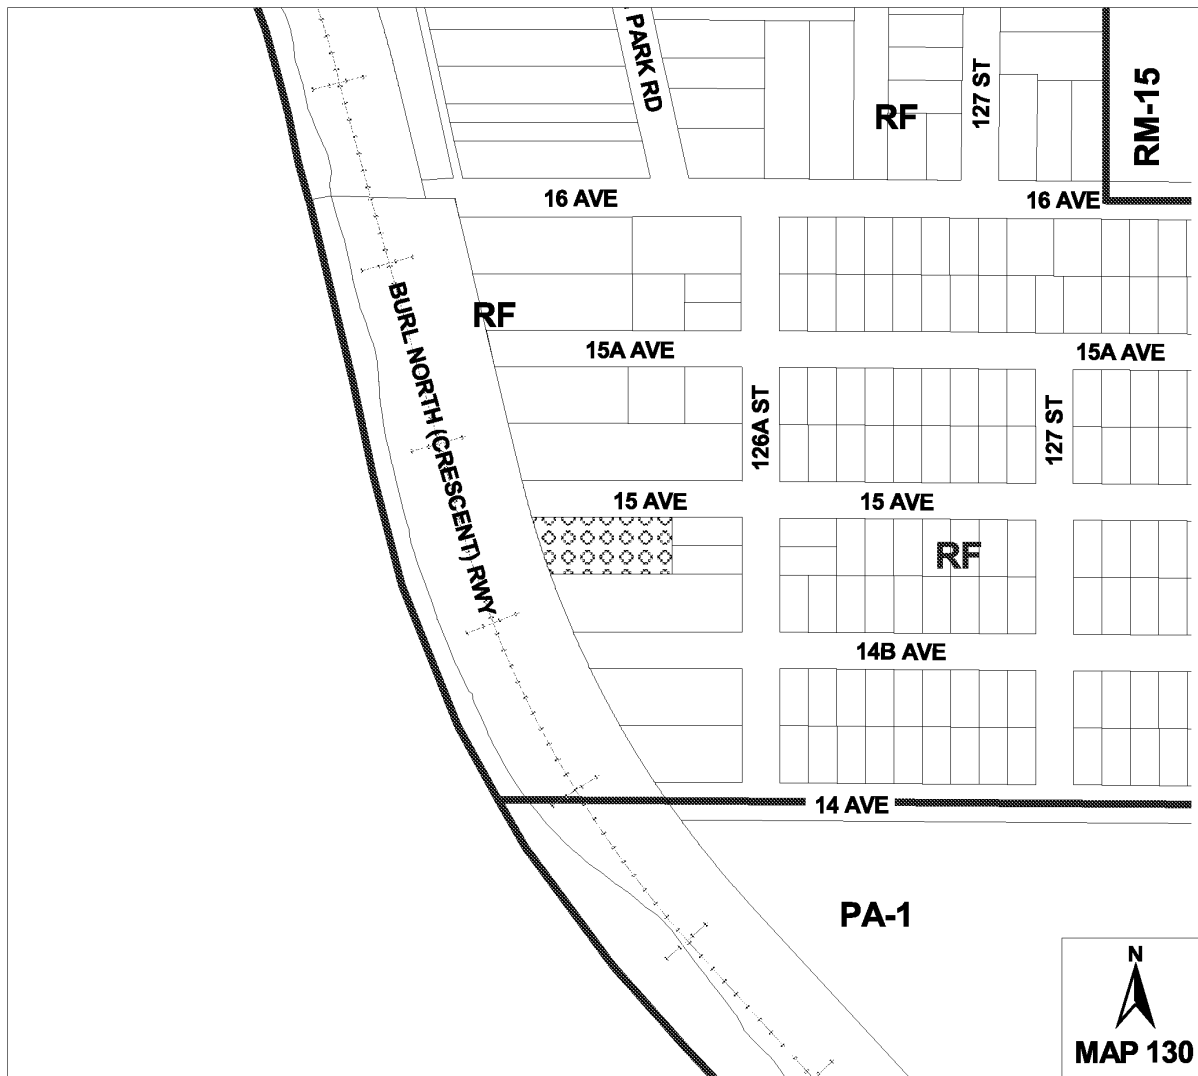 PARK RD
127 ST
RF
RM-15
16 AVE
16 AVE
RF
BURL NORTH (CRESCENT) RWY
15A AVE
15A AVE
126A ST
127 ST
15 AVE
15 AVE
RF
14B AVE
14 AVE
PA-1
N
MAP 130